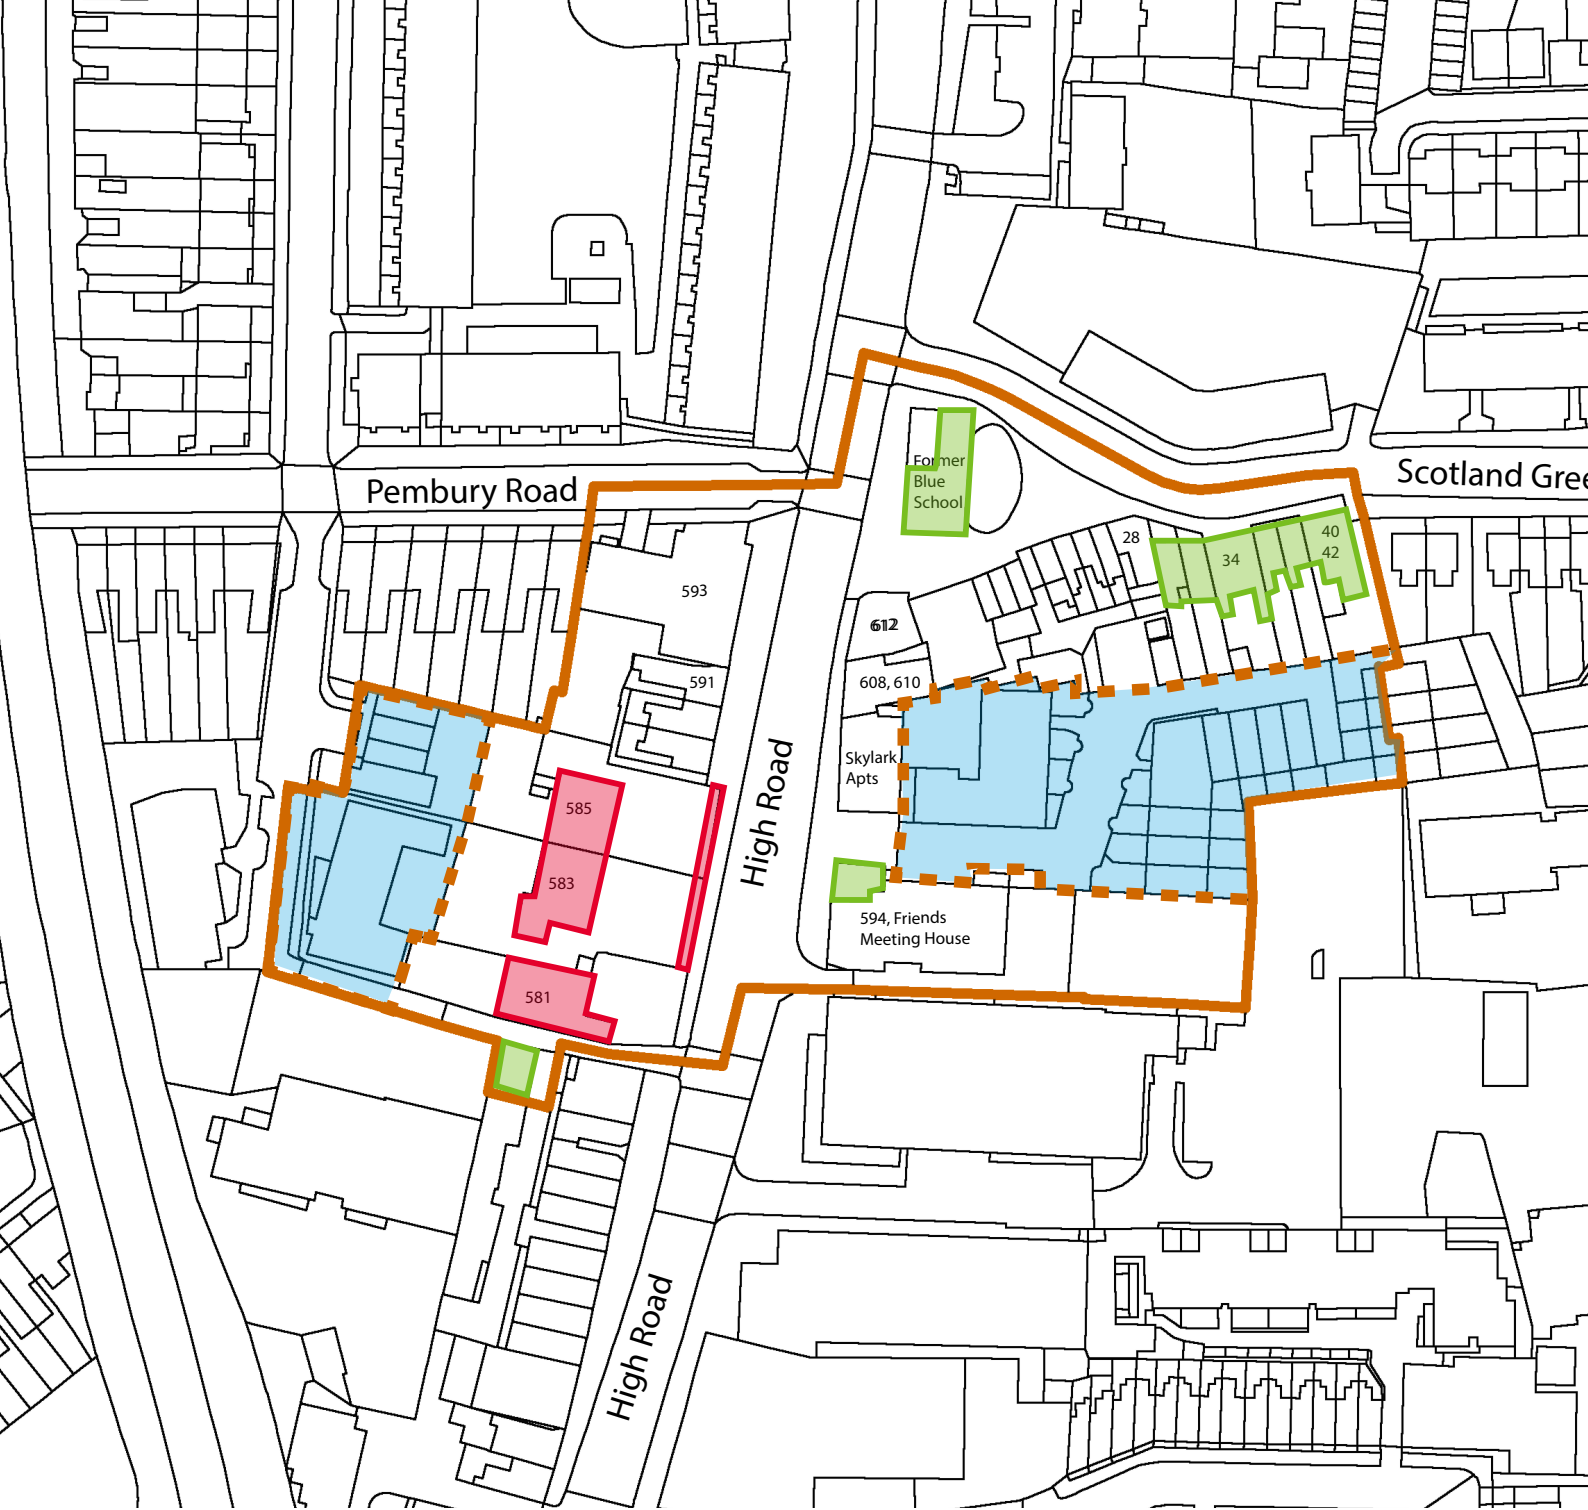 Pembury Road
Scotland Gree
Former
Blue
School
28
34
40
42
593
612
591
608, 610
Skylark
Apts
High Road
585
583
594, Friends
Meeting House
581
High Road